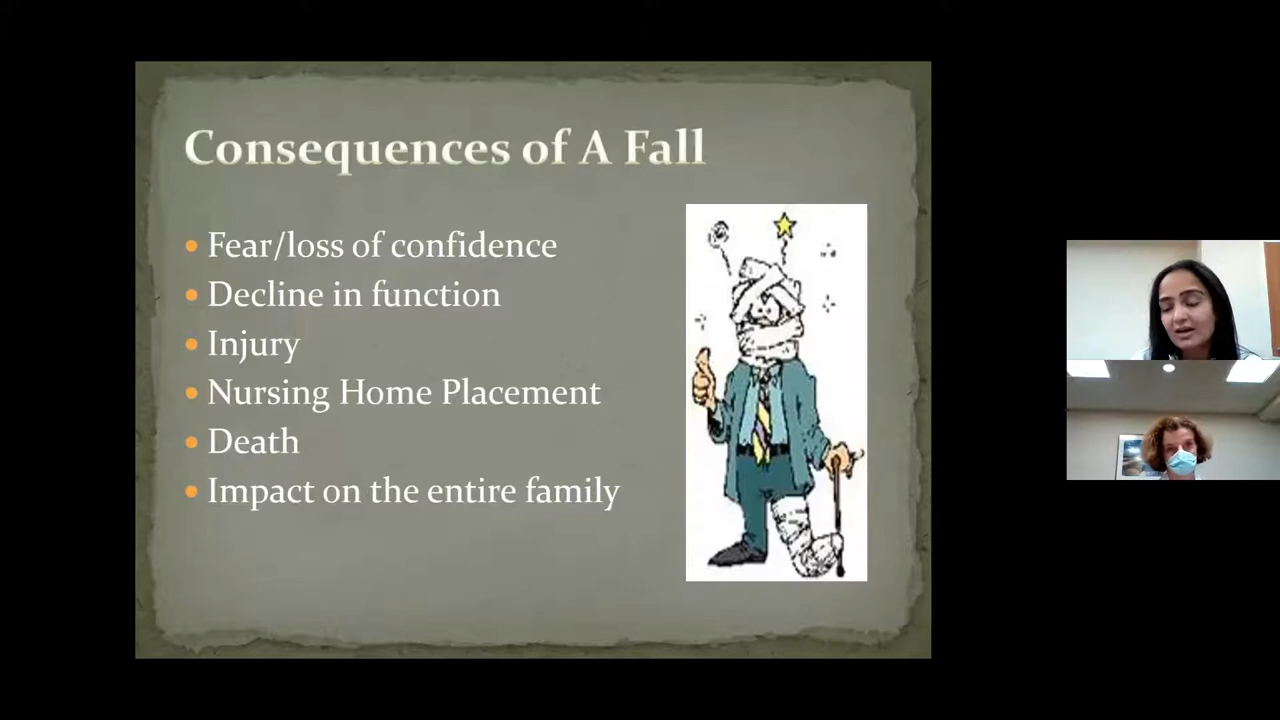 Consequences of A Fall
Fear/loss of confidence
Decline in function
Injury
Nursing Home Placement
Death
Impact on the entire family